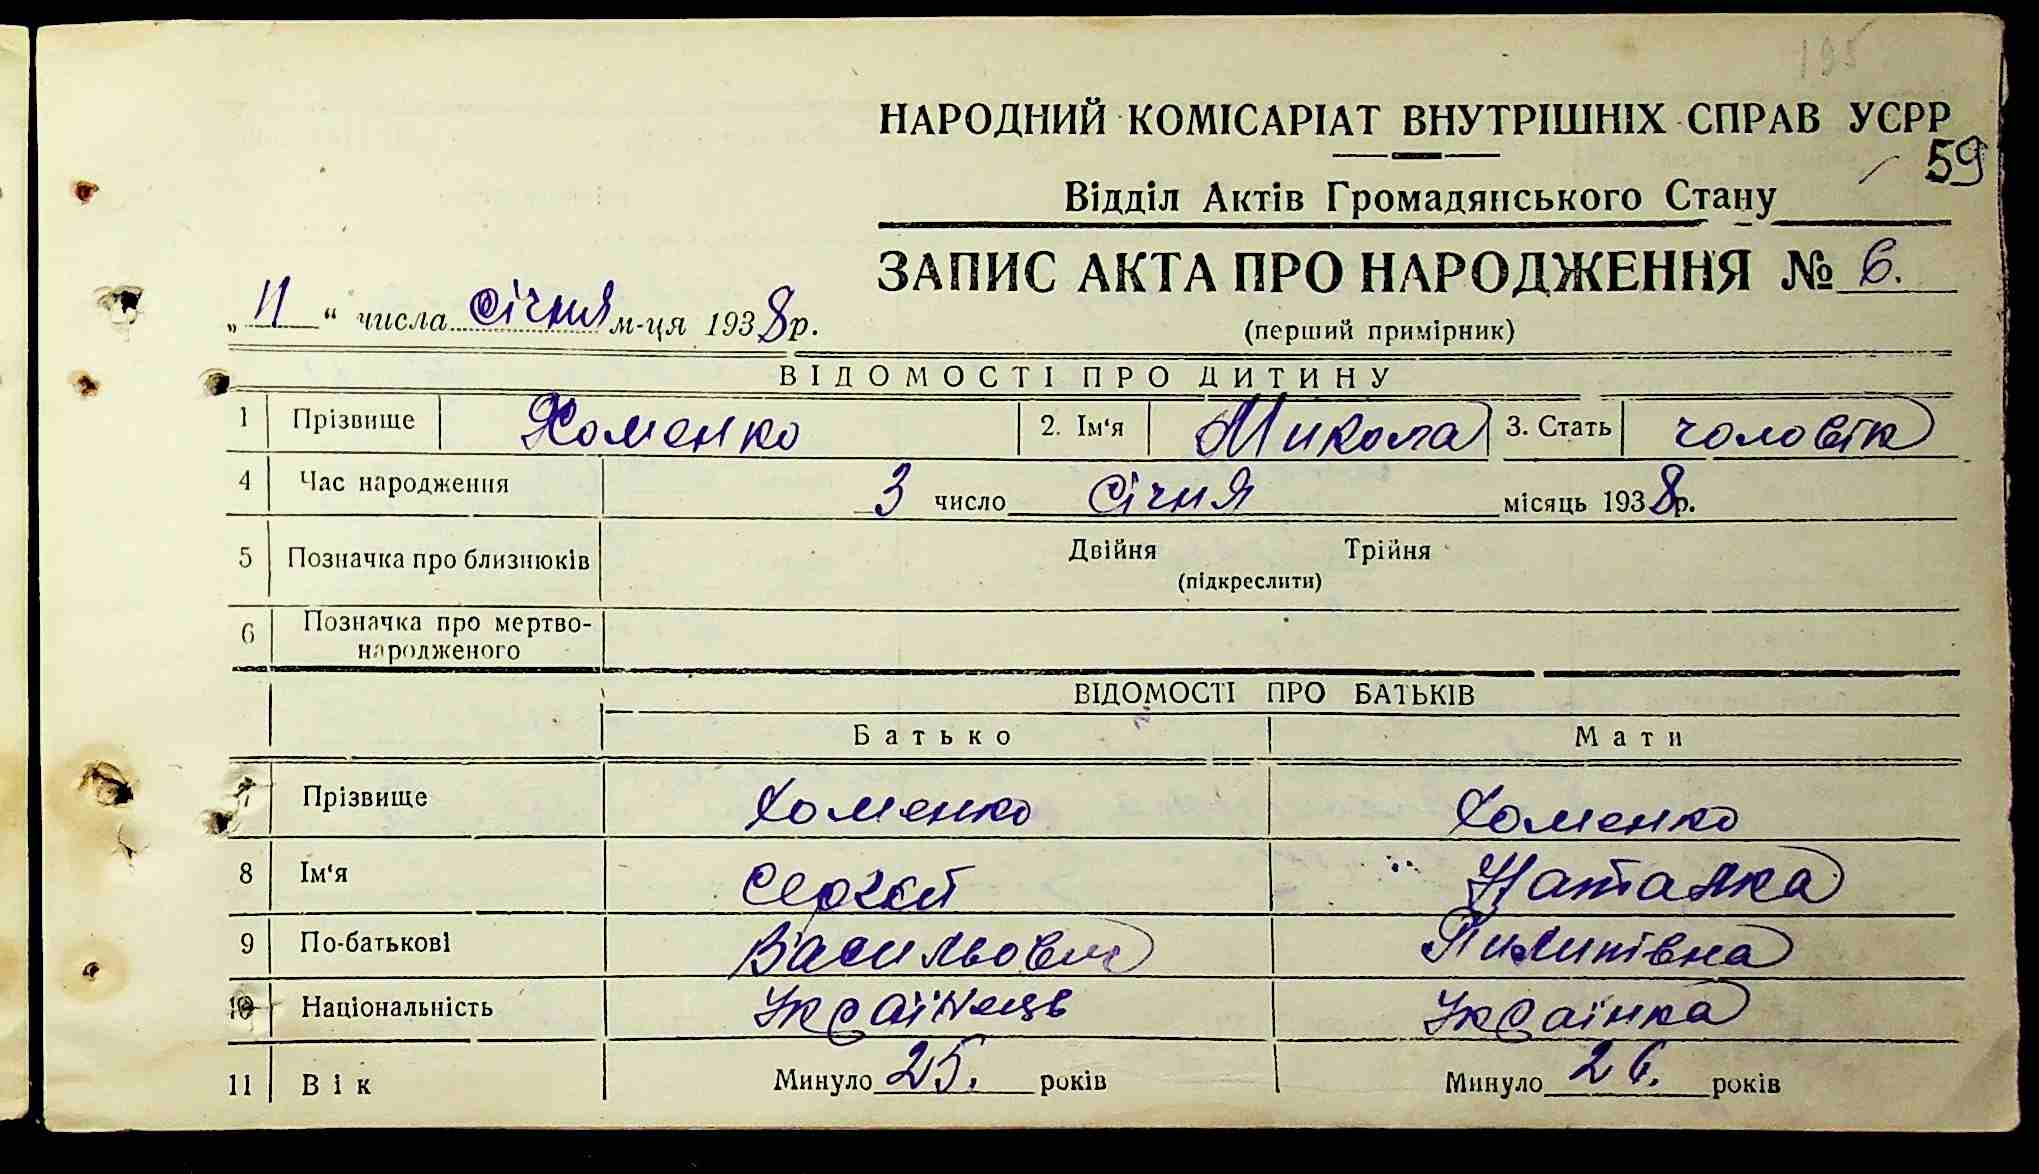 195
НАРОДНИЙ КОМІСАРІАТ ВНУТРІШНІХ СПРАВ УСРР
59
Відділ Актів Громадянського Стану
ЗАПИС АКТА ПРО НАРОДЖЕННЯ № 6.
„11“ числа січня м-ця 1938 р.
(перший примірник)
ВІДОМОСТІ ПРО ДИТИНУ
1 Прізвище Хоменко 2. Ім‘я Микола 3. Стать чоловік
4 Час народження 3 число січня місяць 1938 р.
5 Позначка про близнюків Двійня Трійня
(підкреслити)
6 Позначка про мертво-
народженого
ВІДОМОСТІ ПРО БАТЬКІВ
Батько Мати
7 Прізвище Хоменко Хоменко
8 Ім‘я Сергій Наталка
9 По-батькові Васильович Пилипівна
10 Національність Українець Українка
11 Вік Минуло 25. років Минуло 26. років